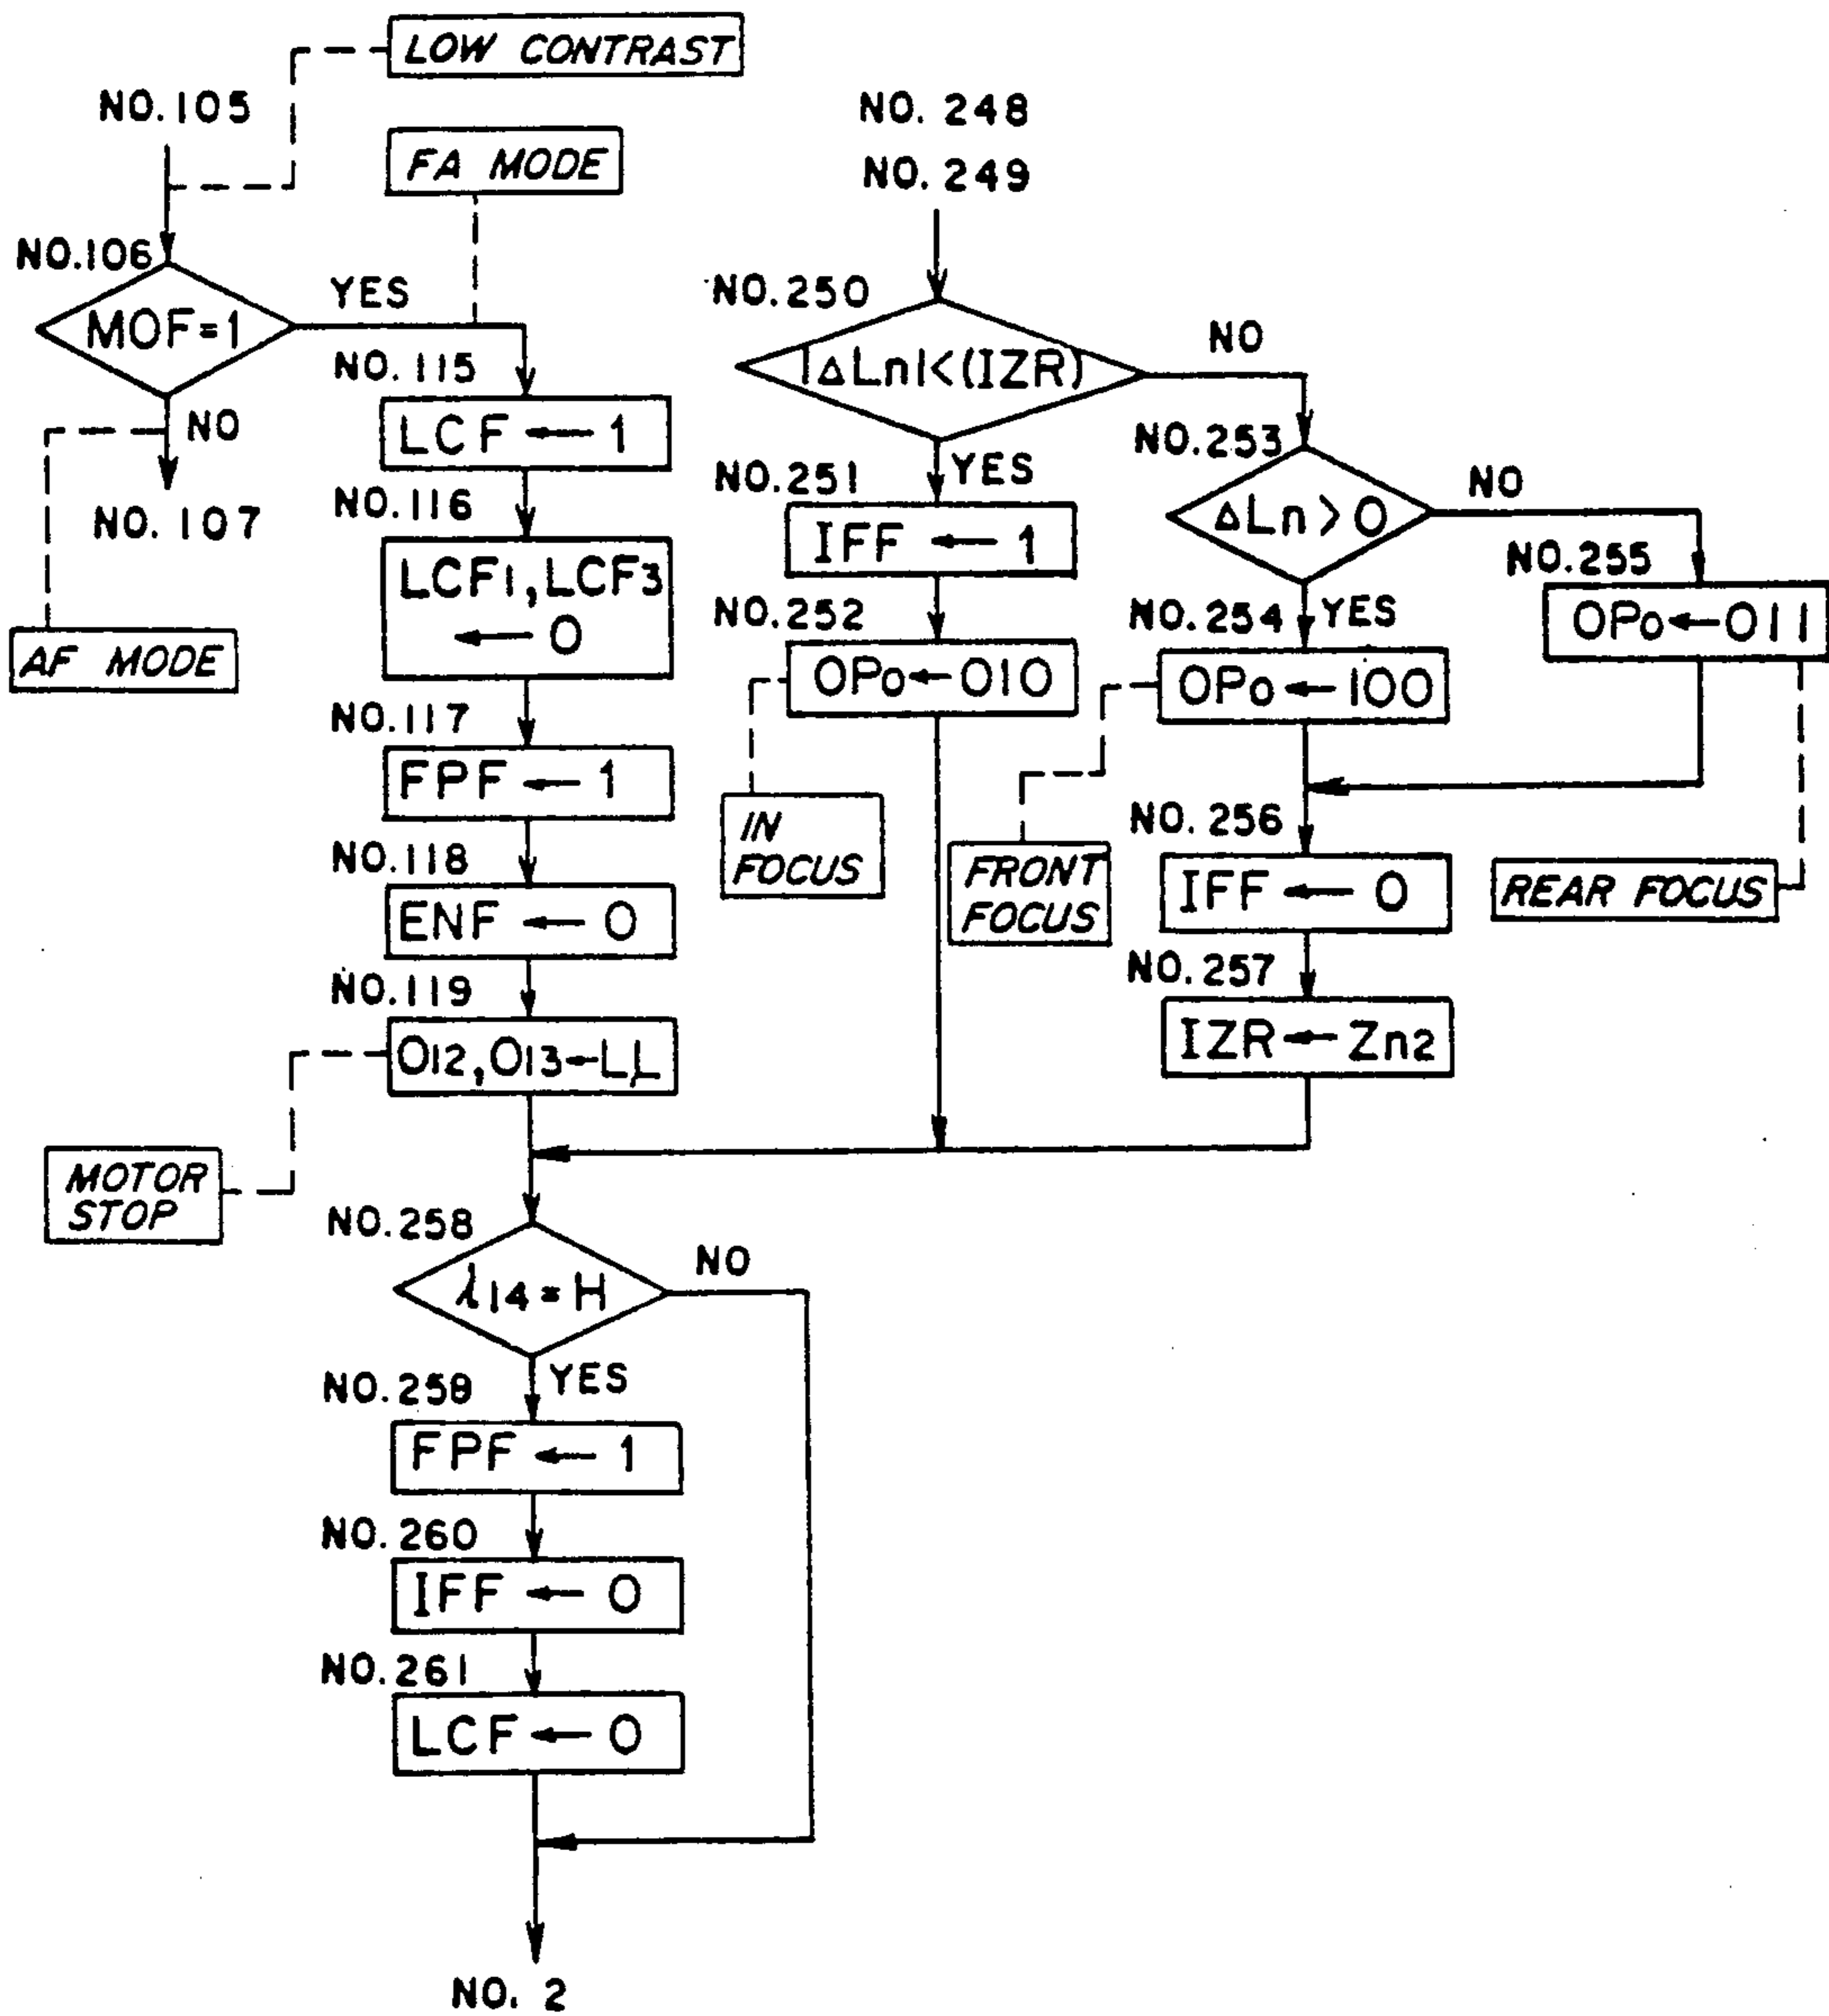 LOW CONTRAST
NO.105
FA MODE
NO.106
MOF=1
YES
NO
NO.107
AF MODE
NO.115
LCF ← 1
NO.116
LCF1, LCF3
← 0
NO.117
FPF ← 1
NO.118
ENF ← 0
NO.119
O12, O13←L,L
MOTOR
STOP
NO. 248
NO. 249
NO.250
|ΔLn|<(IZR)
NO
YES
NO.251
IFF ← 1
NO.252
OPo←010
IN
FOCUS
NO.253
ΔLn>0
NO
YES
NO.254
OPo←100
FRONT
FOCUS
NO.255
OPo←011
REAR FOCUS
NO.256
IFF ← 0
NO.257
IZR←Zn2
NO.258
λ14=H
NO
YES
NO.259
FPF ← 1
NO.260
IFF ← 0
NO.261
LCF ← 0
NO. 2